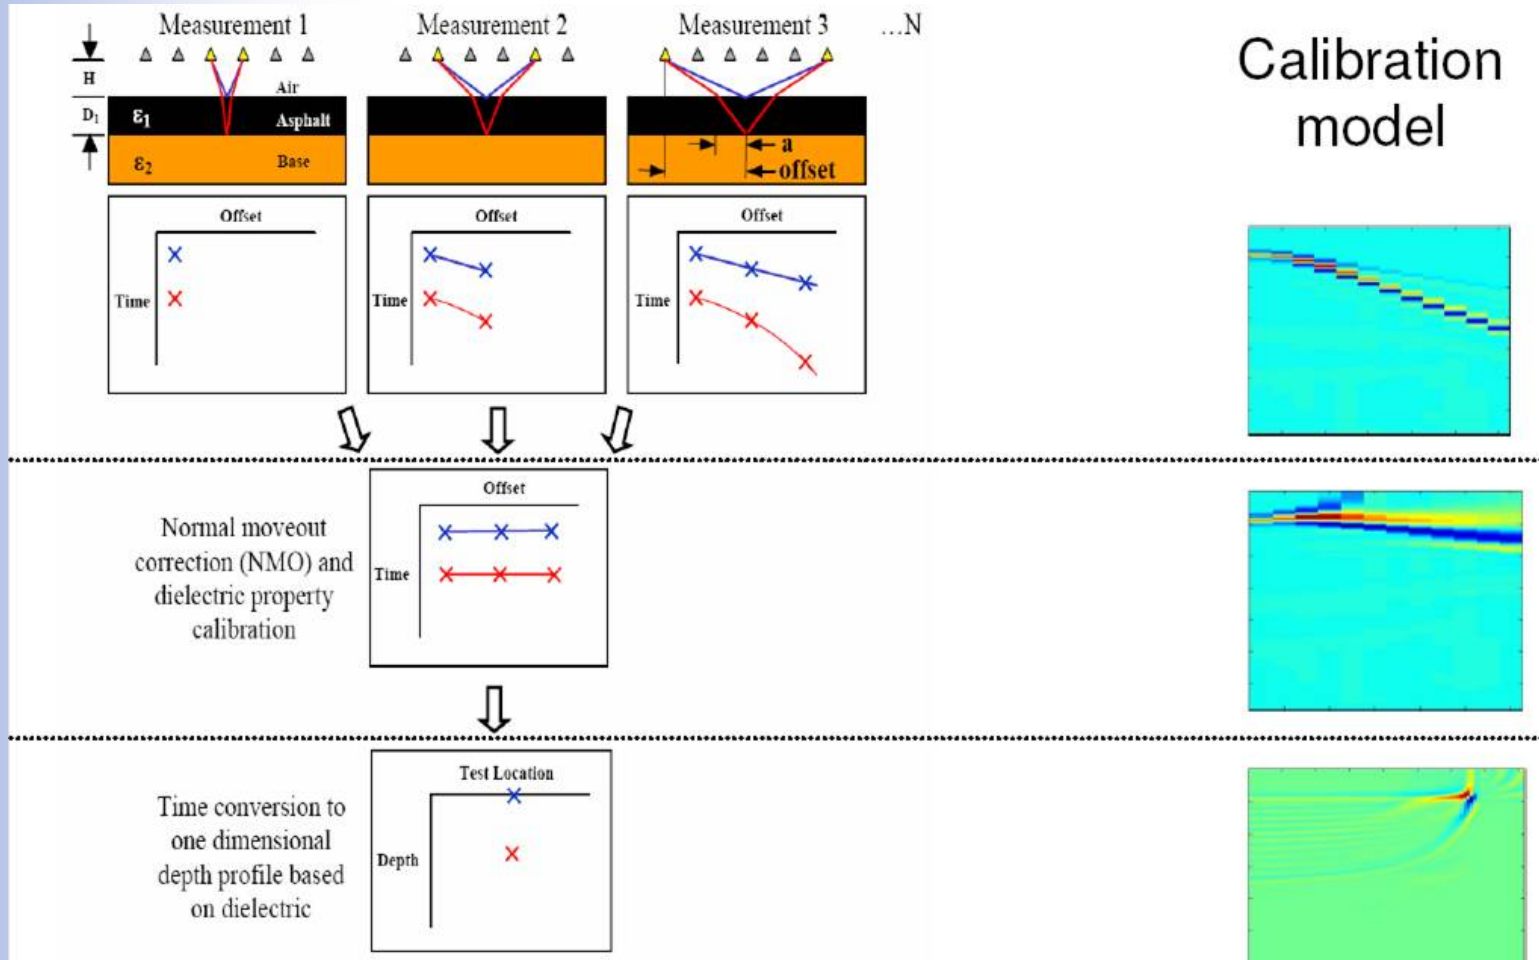 Measurement 1
Measurement 2
Measurement 3
...N
Calibration
model
H
Air
D₁
ε₁
Asphalt
ε₂
Base
a
offset
Offset
Time
Offset
Time
Offset
Time
Normal moveout
correction (NMO) and
dielectric property
calibration
Offset
Time
Time conversion to
one dimensional
depth profile based
on dielectric
Test Location
Depth